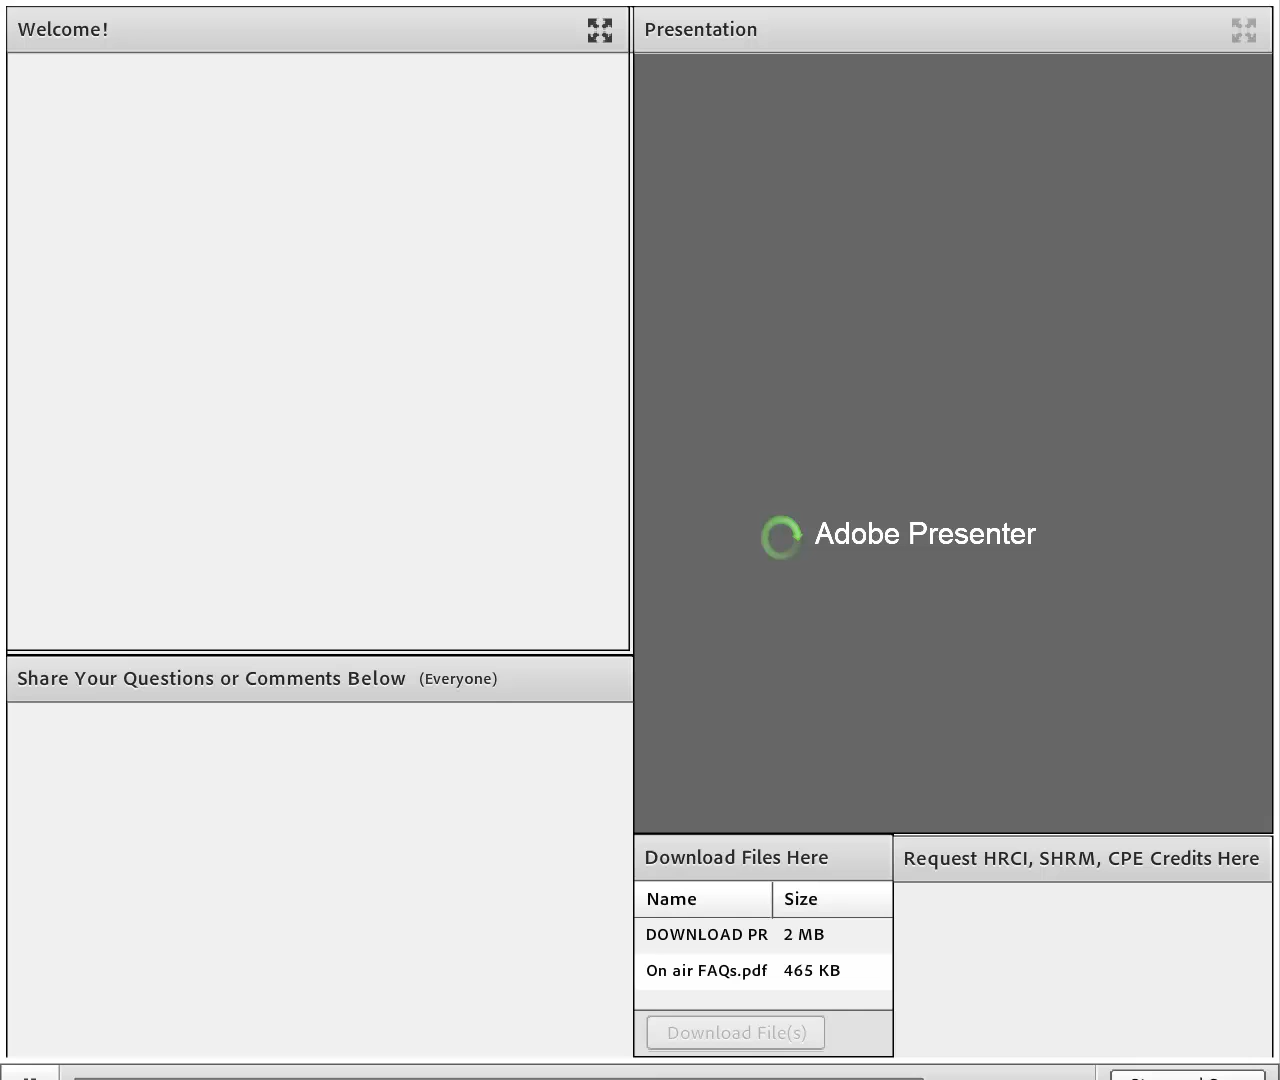 Welcome!
Presentation
Adobe Presenter
Share Your Questions or Comments Below (Everyone)
Download Files Here
Request HRCI, SHRM, CPE Credits Here
Name Size
DOWNLOAD PR 2 MB
On air FAQs.pdf 465 KB
Download File(s)